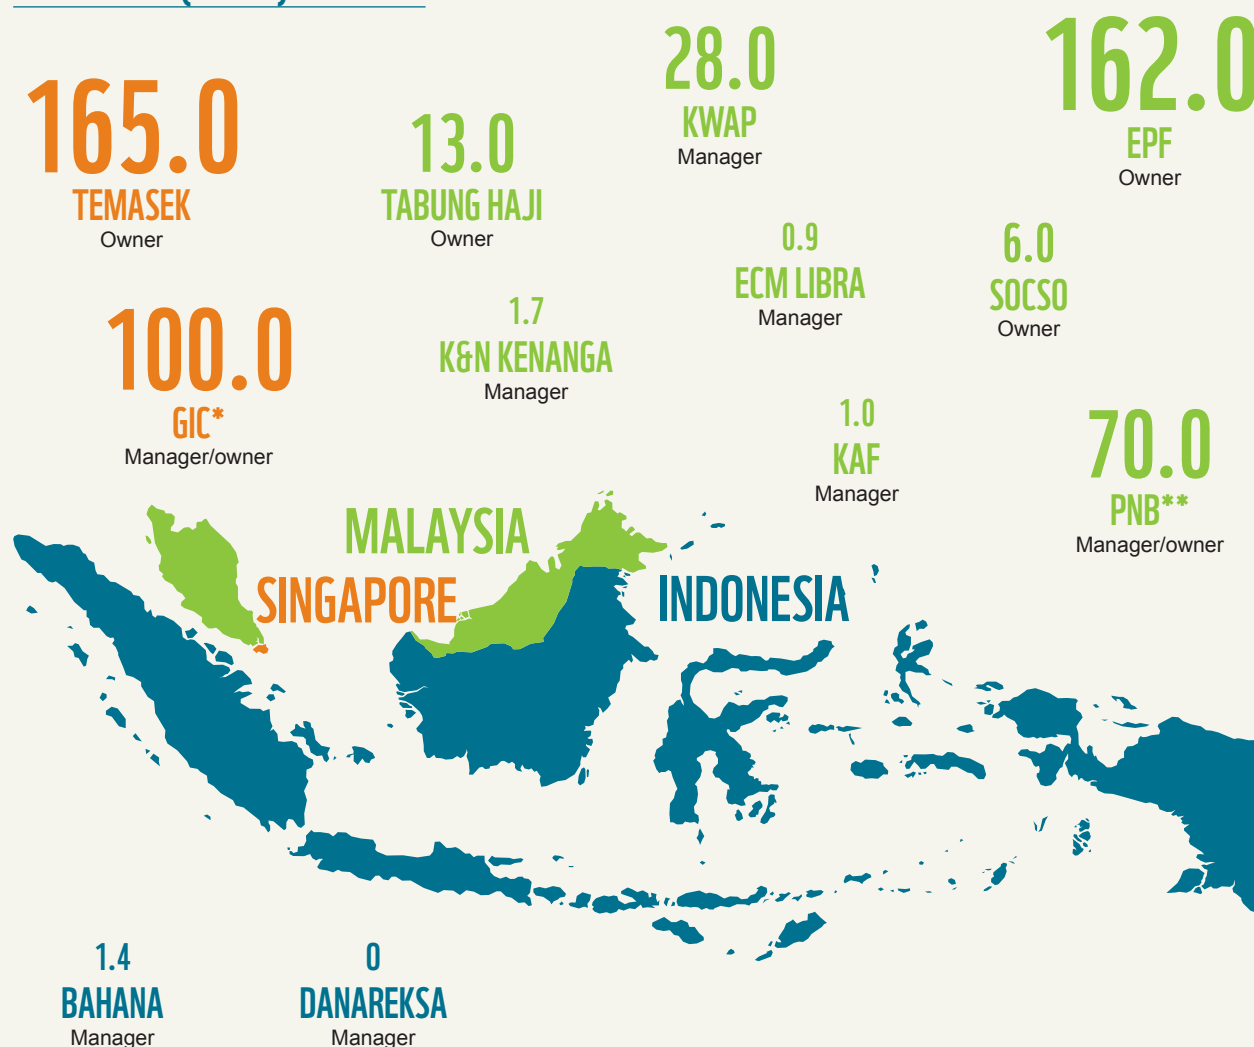 165.0
TEMASEK
Owner
13.0
TABUNG HAJI
Owner
28.0
KWAP
Manager
162.0
EPF
Owner
100.0
GIC*
Manager/owner
1.7
K&N KENANGA
Manager
0.9
ECM LIBRA
Manager
6.0
SOCSO
Owner
1.0
KAF
Manager
70.0
PNB**
Manager/owner
MALAYSIA
SINGAPORE
INDONESIA
1.4
BAHANA
Manager
0
DANAREKSA
Manager